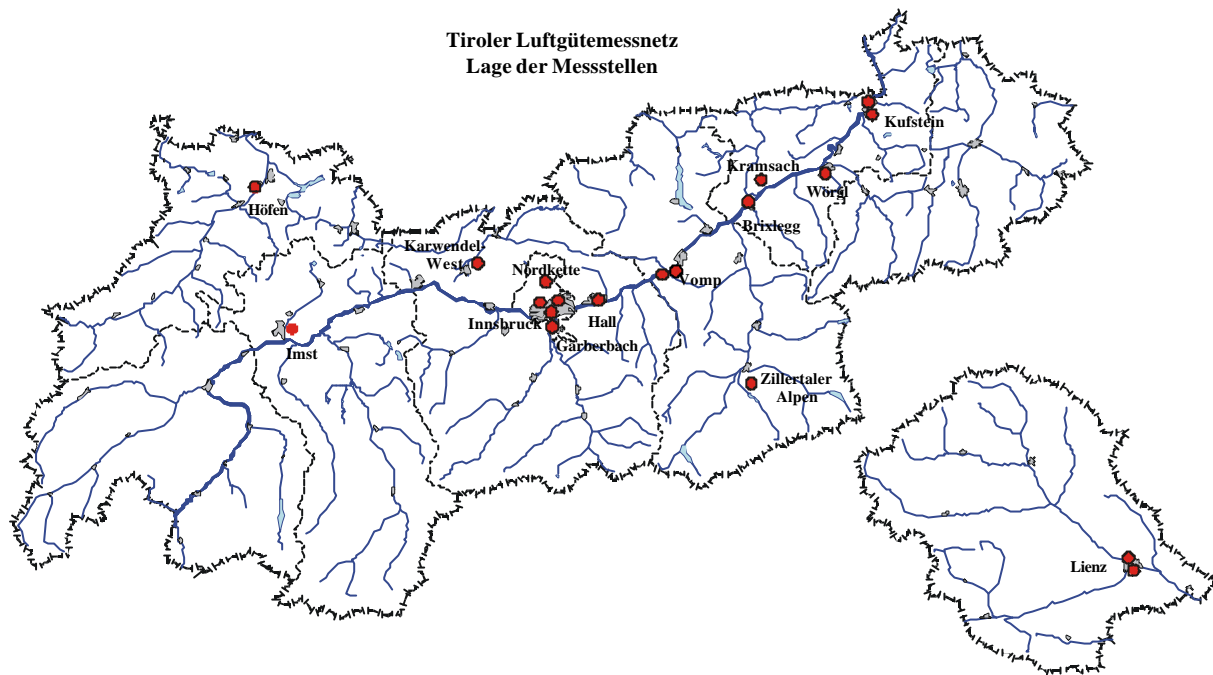 Tiroler Luftgütemessnetz
Lage der Messstellen
Kufstein
Kramsach
Wörgl
Höfen
Brixlegg
Karwendel-
West
Nordkette
Vomp
Innsbruck
Hall
Gärberbach
Imst
Zillertaler
Alpen
Lienz